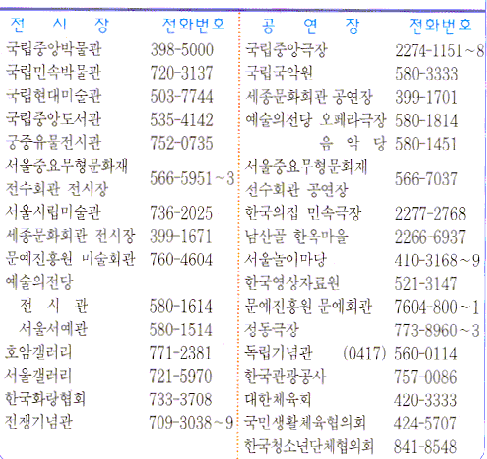 전 시 장 전화번호
국립중앙박물관 398-5000
국립민속박물관 720-3137
국립현대미술관 503-7744
국립중앙도서관 535-4142
궁중유물전시관 752-0735
서울중요무형문화재
전수회관 전시장 566-5951~3
서울시립미술관 736-2025
세종문화회관 전시장 399-1671
문예진흥원 미술회관 760-4604
예술의전당
전 시 관 580-1614
서울서예관 580-1514
호암갤러리 771-2381
서울갤러리 721-5970
한국화랑협회 733-3708
전쟁기념관 709-3038~9
공 연 장 전화번호
국립중앙극장 2274-1151~8
국립국악원 580-3333
세종문화회관 공연장 399-1701
예술의전당 오페라극장 580-1814
음 악 당 580-1451
서울중요무형문화재
전수회관 공연장 566-7037
한국의집 민속극장 2277-2768
남산골 한옥마을 2266-6937
서울놀이마당 410-3168~9
한국영상자료원 521-3147
문예진흥원 문예회관 7604-800~1
정동극장 773-8960~3
독립기념관 (0417) 560-0114
한국관광공사 757-0086
대한체육회 420-3333
국민생활체육협의회 424-5707
한국청소년단체협의회 841-8548